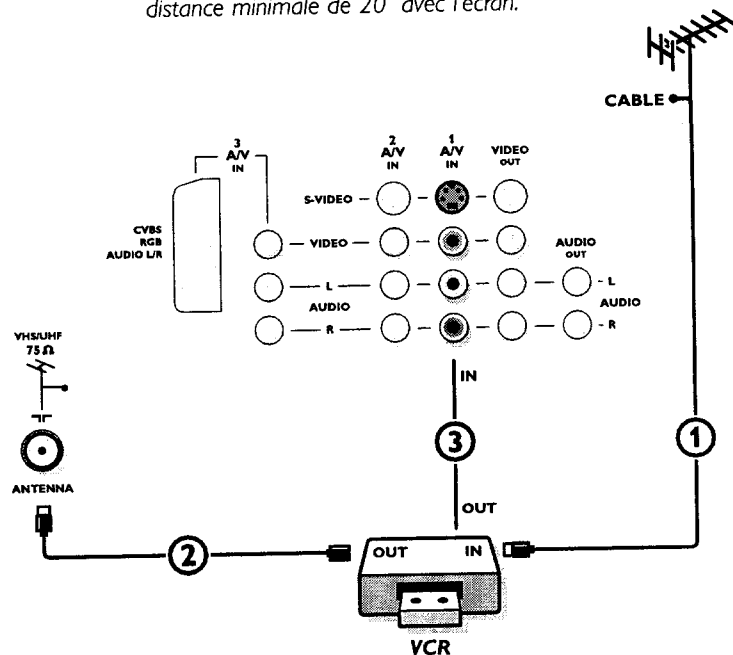 distance minimale de 20" avec l'écran.
CABLE
3
A/V
IN
2
A/V
IN
1
A/V
IN
VIDEO
OUT
S-VIDEO
CVBS
RGB
AUDIO L/R
VIDEO
AUDIO
OUT
L
L
AUDIO
AUDIO
R
R
VHS/UHF
75 Ω
IN
3
1
ANTENNA
OUT
2
OUT
IN
VCR